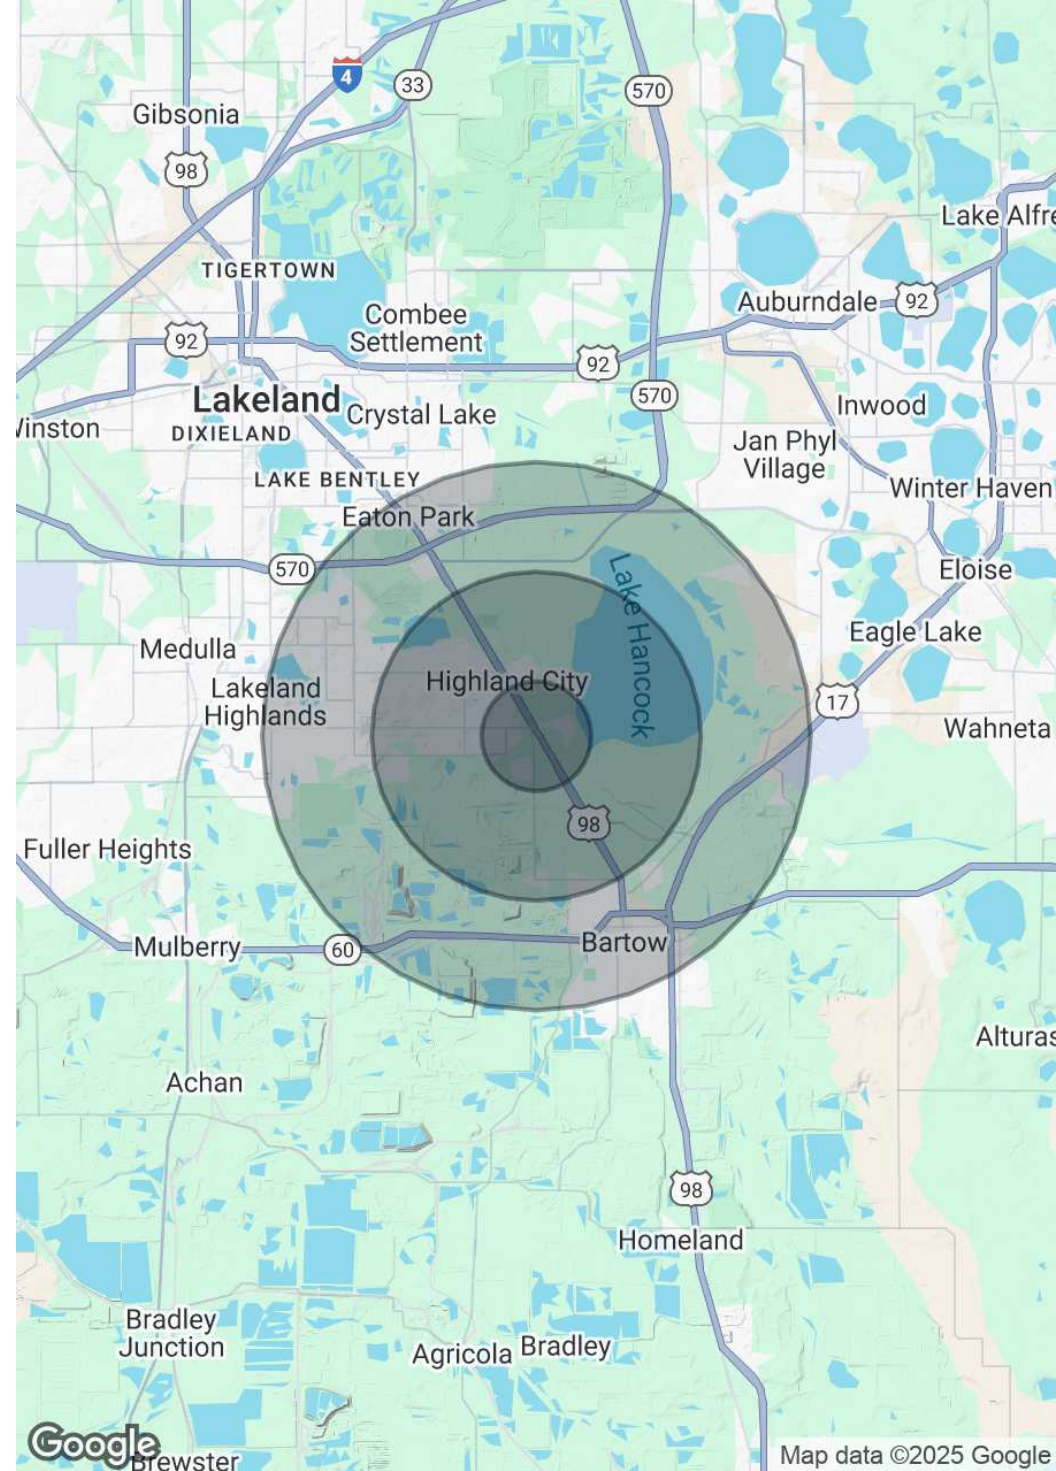 4
33
570
Gibsonia
98
Lake Alfre
TIGERTOWN
Auburndale
92
Combee
Settlement
92
92
570
Lakeland
Crystal Lake
Inwood
Winston
DIXIELAND
Jan Phyl
Village
LAKE BENTLEY
Winter Haven
Eaton Park
570
Lake Hancock
Eloise
Eagle Lake
Medulla
Highland City
Lakeland
Highlands
17
Wahneta
98
Fuller Heights
Mulberry
60
Bartow
Alturas
Achan
98
Homeland
Bradley
Junction
Agricola
Bradley
Google
Brewster
Map data ©2025 Google